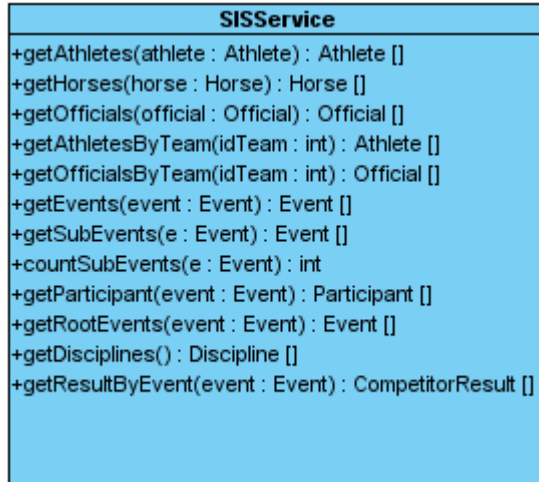 SISService
+getAthletes(athlete : Athlete) : Athlete []
+getHorses(horse : Horse) : Horse []
+getOfficials(official : Official) : Official []
+getAthletesByTeam(idTeam : int) : Athlete []
+getOfficialsByTeam(idTeam : int) : Official []
+getEvents(event : Event) : Event []
+getSubEvents(e : Event) : Event []
+countSubEvents(e : Event) : int
+getParticipant(event : Event) : Participant []
+getRootEvents(event : Event) : Event []
+getDisciplines() : Discipline []
+getResultByEvent(event : Event) : CompetitorResult []